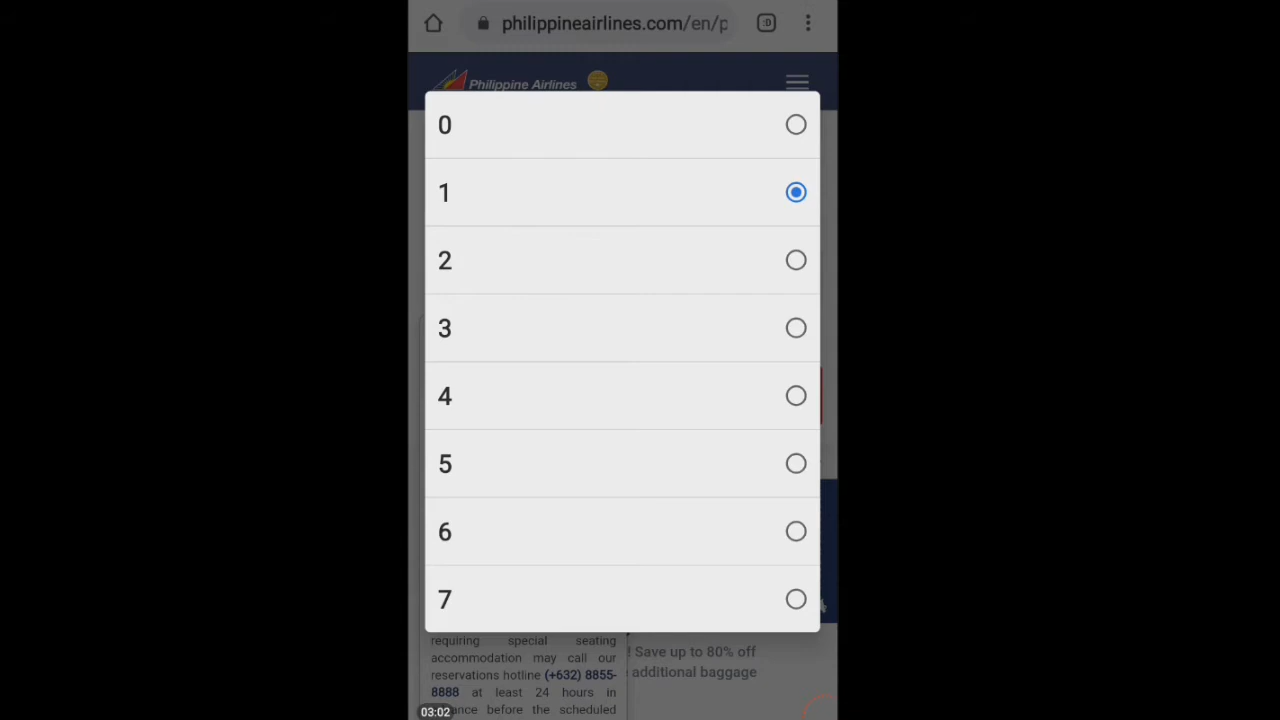 philippineairlines.com/en/p
:D
Philippine Airlines
0
1
2
3
4
5
6
7
requiring special seating
accommodation may call our
reservations hotline (+632) 8855-
8888 at least 24 hours in
ance before the scheduled
! Save up to 80% off
additional baggage
03:02